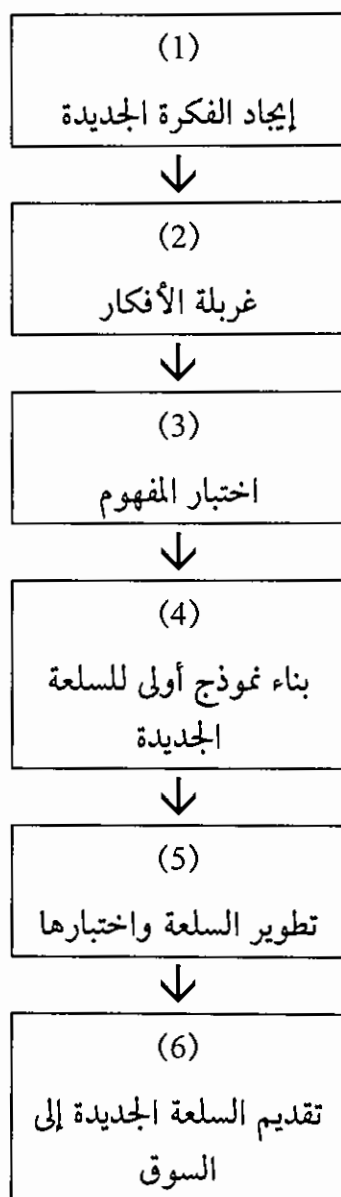 (1)
إيجاد الفكرة الجديدة
(2)
غربلة الأفكار
(3)
اختبار المفهوم
(4)
بناء نموذج أولى للسلعة
الجديدة
(5)
تطوير السلعة واختبارها
(6)
تقديم السلعة الجديدة إلى
السوق